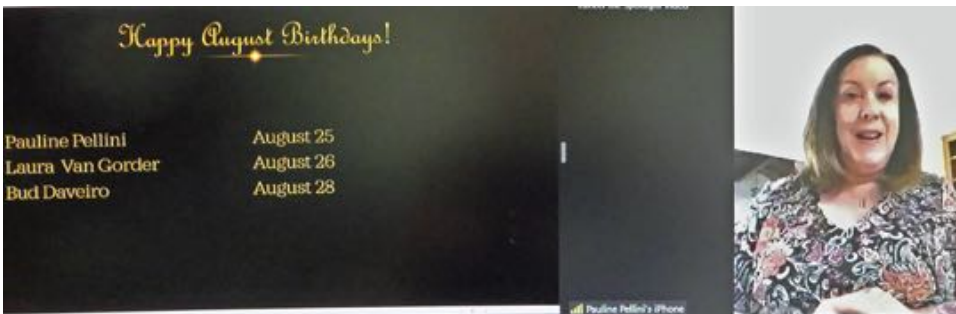 Happy August Birthdays!
Pauline Pellini August 25
Laura Van Gorder August 26
Bud Daveiro August 28
Pauline Pellini's iPhone